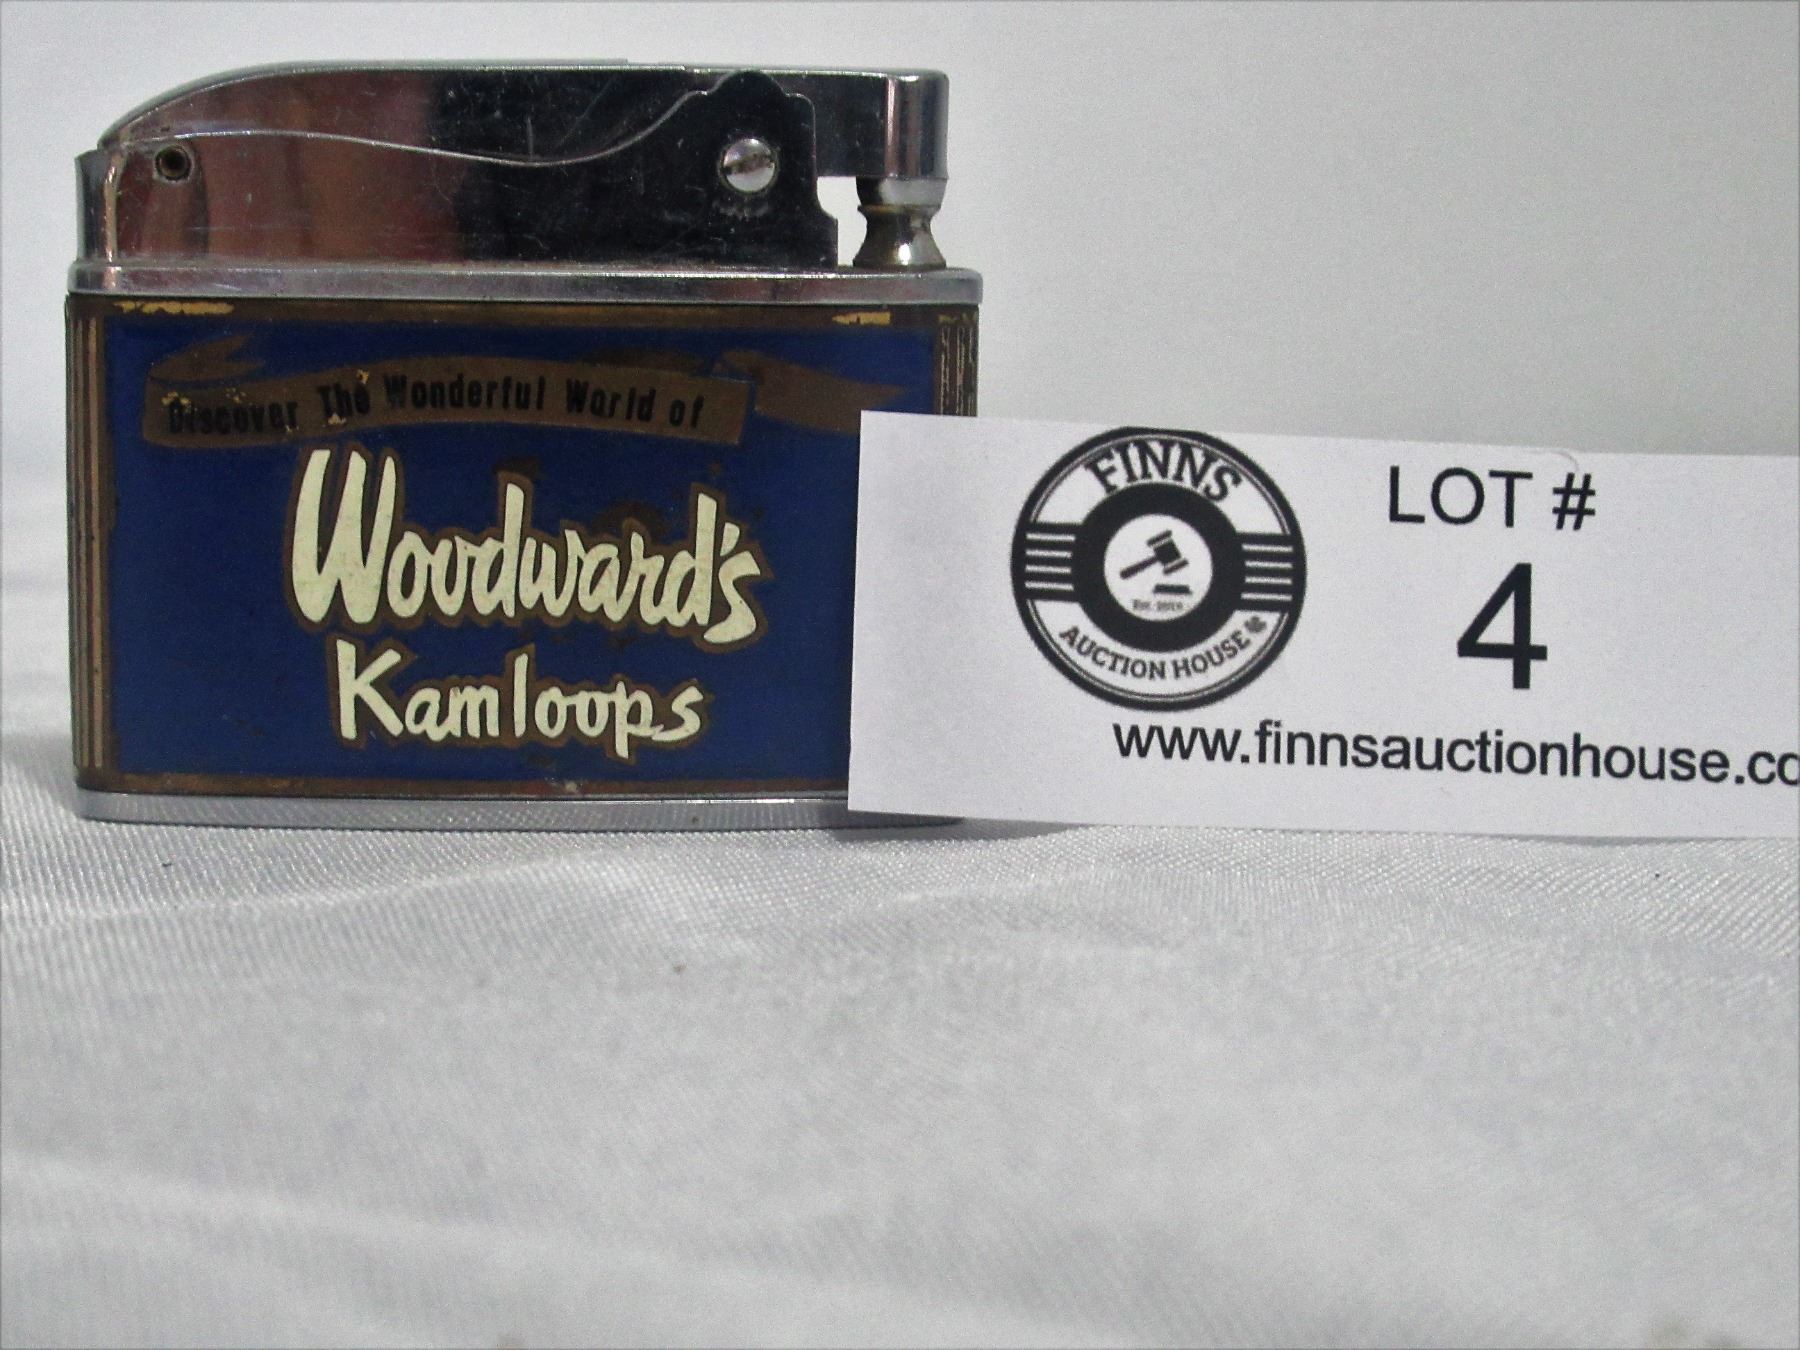 Discover The Wonderful World of
Woodward's
Kamloops
FINNS
AUCTION HOUSE
LOT #
4
www.finnsauctionhouse.co